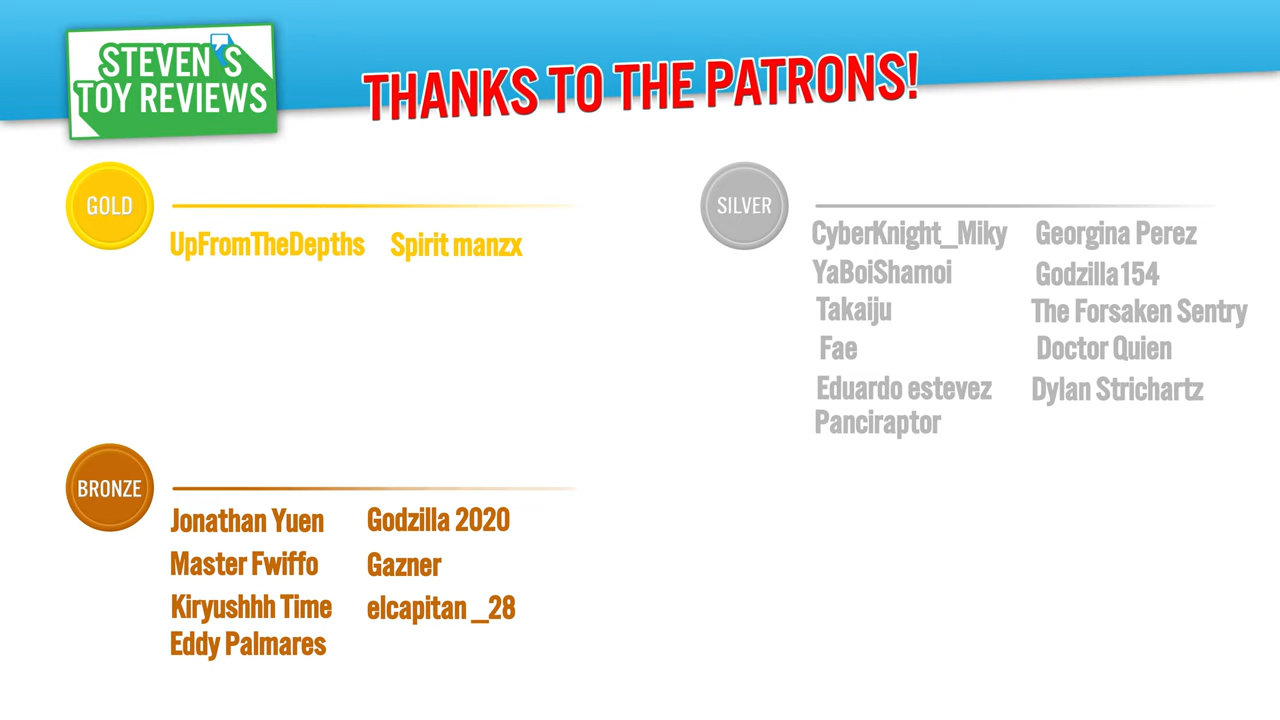 STEVEN'S
TOY REVIEWS
THANKS TO THE PATRONS!
GOLD
UpFromTheDepths Spirit manzx
SILVER
CyberKnight_Miky Georgina Perez
YaBoiShamoi Godzilla154
Takaiju The Forsaken Sentry
Fae Doctor Quien
Eduardo estevez Dylan Strichartz
Panciraptor
BRONZE
Jonathan Yuen Godzilla 2020
Master Fwiffo Gazner
Kiryushhh Time elcapitan _28
Eddy Palmares